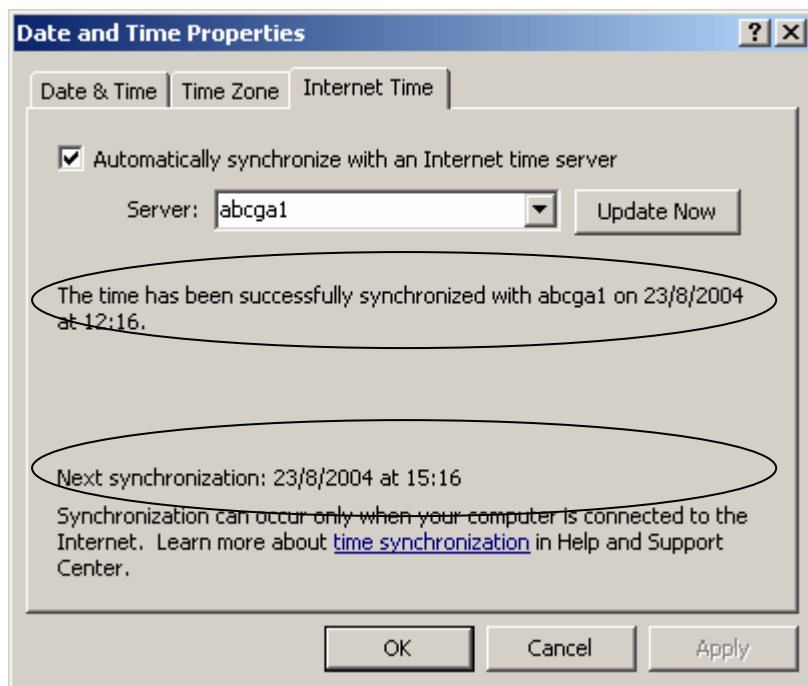 Date and Time Properties
Date & Time Time Zone Internet Time
Automatically synchronize with an Internet time server
Server: abcga1 Update Now
The time has been successfully synchronized with abcga1 on 23/8/2004
at 12:16.
Next synchronization: 23/8/2004 at 15:16
Synchronization can occur only when your computer is connected to the
Internet. Learn more about time synchronization in Help and Support
Center.
OK Cancel Apply